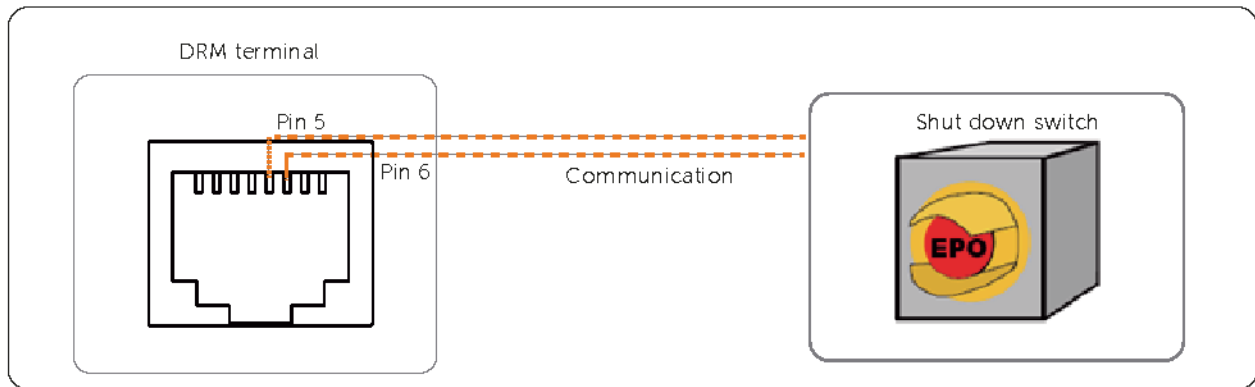 DRM terminal
Pin 5
Pin 6
Communication
Shut down switch
EPO